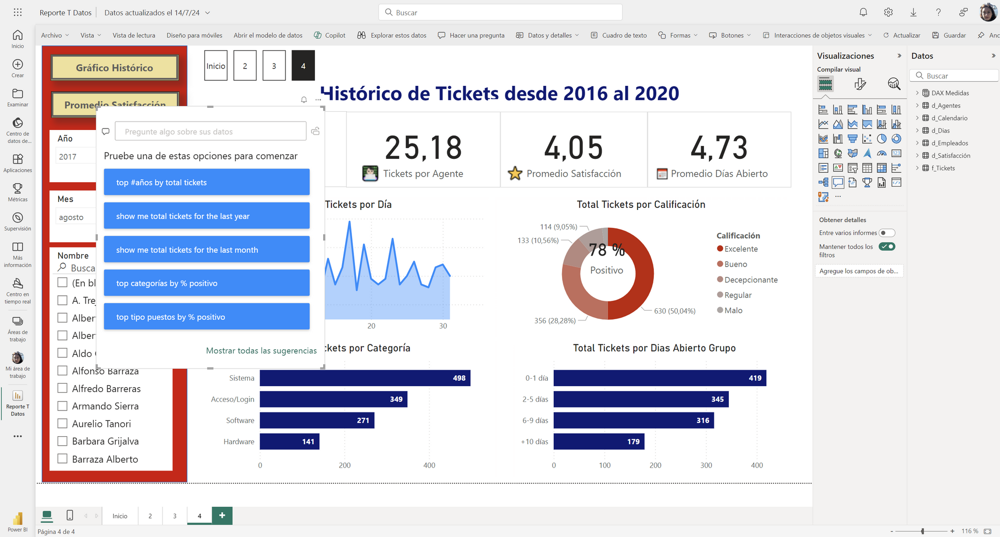 Reporte T Datos
Datos actualizados el 14/7/24
Buscar
Archivo
Vista
Vista de lectura
Diseño para móviles
Abrir el modelo de datos
Copilot
Explorar estos datos
Hacer una pregunta
Datos y detalles
Cuadro de texto
Formas
Botones
Interacciones de objetos visuales
Actualizar
Guardar
Anc
Inicio
Crear
Examinar
Centro de
datos de...
Aplicaciones
Métricas
Supervisión
Más
información
Centro en
tiempo real
Áreas de
trabajo
Mi área de
trabajo
Reporte T
Datos
Power BI
Gráfico Histórico
Promedio Satisfacción
Año
2017
Mes
agosto
Nombre
Busca
(En bl
A. Trej
Alber
Alber
Aldo
Alfonso Barraza
Alfredo Barreras
Armando Sierra
Aurelio Tanori
Barbara Grijalva
Barraza Alberto
Inicio
2
3
4
Histórico de Tickets desde 2016 al 2020
Pregunte algo sobre sus datos
Pruebe una de estas opciones para comenzar
top #años by total tickets
show me total tickets for the last year
show me total tickets for the last month
top categorías by % positivo
top tipo puestos by % positivo
Mostrar todas las sugerencias
25,18
Tickets por Agente
4,05
Promedio Satisfacción
4,73
Promedio Días Abierto
Tickets por Día
20
30
Total Tickets por Calificación
114 (9,05%)
133 (10,56%)
78 %
Positivo
356 (28,28%)
630 (50,04%)
Calificación
Excelente
Bueno
Decepcionante
Regular
Malo
ckets por Categoría
Sistema
498
Acceso/Login
349
Software
271
Hardware
141
0
200
400
Total Tickets por Dias Abierto Grupo
0-1 día
419
2-5 días
345
6-9 días
316
+10 días
179
0
100
200
300
400
Visualizaciones
Compilar visual
123
Obtener detalles
Entre varios informes
Mantener todos los
filtros
Agregue los campos de ob...
Datos
Buscar
DAX Medidas
d_Agentes
d_Calendario
d_Dias
d_Empleados
d_Satisfacción
f_Tickets
Inicio
2
3
4
+
Página 4 de 4
- + 116 %